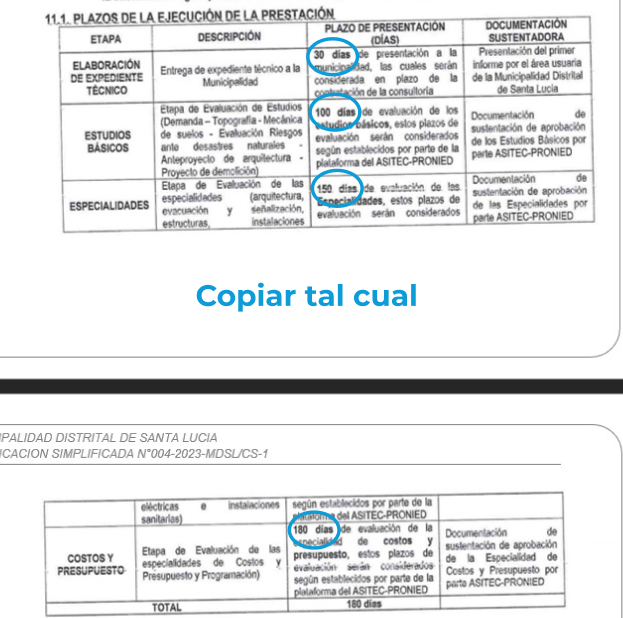 11.1. PLAZOS DE LA EJECUCIÓN DE LA PRESTACIÓN
ETAPA
DESCRIPCIÓN
PLAZO DE PRESENTACIÓN
(DÍAS)
DOCUMENTACIÓN
SUSTENTADORA
ELABORACIÓN
DE EXPEDIENTE
TÉCNICO
Entrega de expediente técnico a la
Municipalidad
30 días de presentación a la
municipalidad, las cuales serán
considerada en plazo de la
contratación de la consultoría
Presentación del primer
informe por el área usuaria
de la Municipalidad Distrital
de Santa Lucia
ESTUDIOS
BÁSICOS
Etapa de Evaluación de Estudios
(Demanda – Topografía - Mecánica
de suelos - Evaluación Riesgos
ante desastres naturales -
Anteproyecto de arquitectura -
Proyecto de demolición)
100 días de evaluación de los
estudios básicos, estos plazos de
evaluación serán considerados
según establecidos por parte de la
plataforma del ASITEC-PRONIED
Documentación de
sustentación de aprobación
de los Estudios Básicos por
parte ASITEC-PRONIED
ESPECIALIDADES
Etapa de Evaluación de las
especialidades (arquitectura,
evacuación y señalización,
estructuras, instalaciones
150 días de evaluación de las
Especialidades, estos plazos de
evaluación serán considerados
Documentación de
sustentación de aprobación
de las Especialidades por
parte ASITEC-PRONIED
Copiar tal cual
IPALIDAD DISTRITAL DE SANTA LUCIA
ICACION SIMPLIFICADA N°004-2023-MDSL/CS-1
eléctricas e instalaciones
sanitarias)
según establecidos por parte de la
plataforma del ASITEC-PRONIED
COSTOS Y
PRESUPUESTO
Etapa de Evaluación de las
especialidades de Costos y
Presupuesto y Programación)
180 días de evaluación de la
especialidad de costos y
presupuesto, estos plazos de
evaluación serán considerados
según establecidos por parte de la
plataforma del ASITEC-PRONIED
Documentación de
sustentación de aprobación
de la Especialidad de
Costos y Presupuesto por
parte ASITEC-PRONIED
TOTAL
180 días